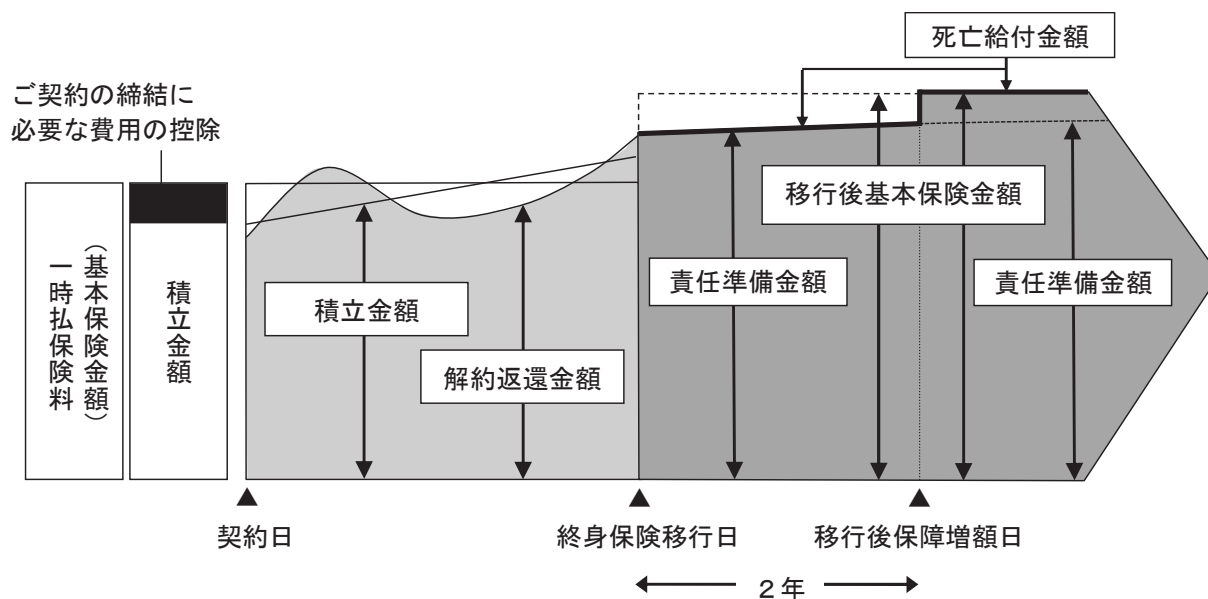 死亡給付金額
ご契約の締結に
必要な費用の控除
一時払保険料
（基本保険金額）
積立金額
積立金額
解約返還金額
責任準備金額
移行後基本保険金額
責任準備金額
契約日
終身保険移行日
移行後保障増額日
２年